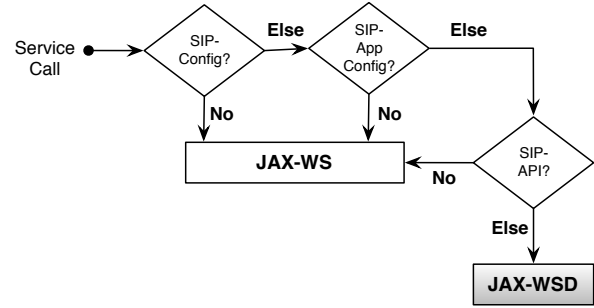 Service
Call
SIP-
Config?
Else
SIP-
App
Config?
Else
No
No
JAX-WS
SIP-
API?
No
Else
JAX-WSD